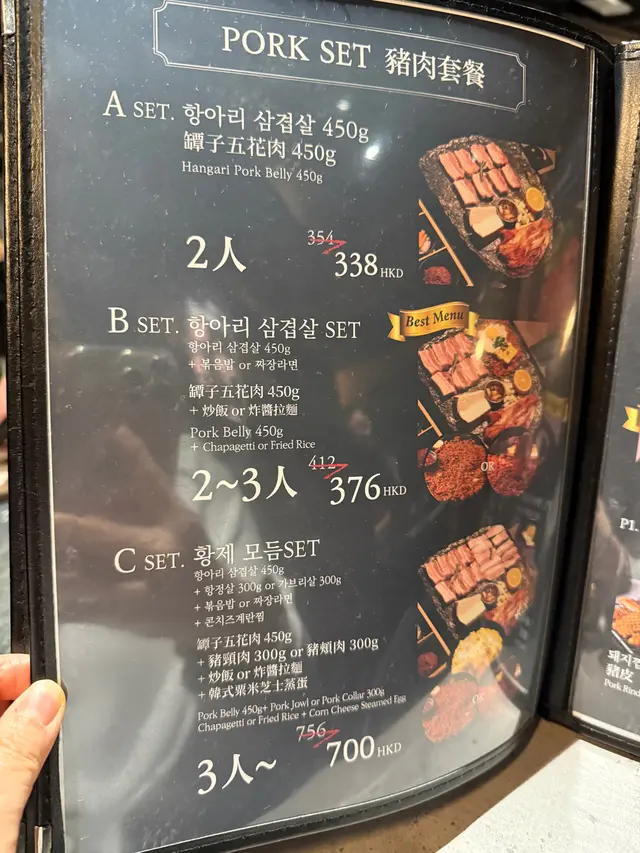 PORK SET 豬肉套餐
A SET. 항아리 삼겹살 450g
罈子五花肉 450g
Hangari Pork Belly 450g
2人
354
338 HKD
B SET. 항아리 삼겹살 SET
Best Menu
항아리 삼겹살 450g
+ 볶음밥 or 짜장라면
罈子五花肉 450g
+ 炒飯 or 炸醬拉麵
Pork Belly 450g
+ Chapagetti or Fried Rice
OR
2~3人
412
376 HKD
C SET. 황제 모듬SET
항아리 삼겹살 450g
+ 항정살 300g or 가브리살 300g
+ 볶음밥 or 짜장라면
+ 콘치즈계란찜
罈子五花肉 450g
+ 豬頸肉 300g or 豬頰肉 300g
+ 炒飯 or 炸醬拉麵
+ 韓式粟米芝士蒸蛋
Pork Belly 450g+ Pork Jowl or Pork Collar 300g
Chapagetti or Fried Rice + Corn Cheese Steamed Egg
OR
3人~
756
700 HKD
豬皮
Pork Rind